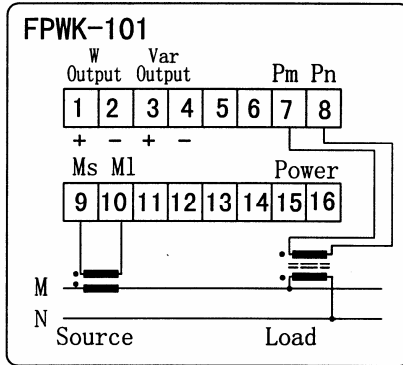 FPWK-101
W Var
Output Output Pm Pn
1 2 3 4 5 6 7 8
+ - + -
Ms Ml Power
9 10 11 12 13 14 15 16
M
N
Source Load